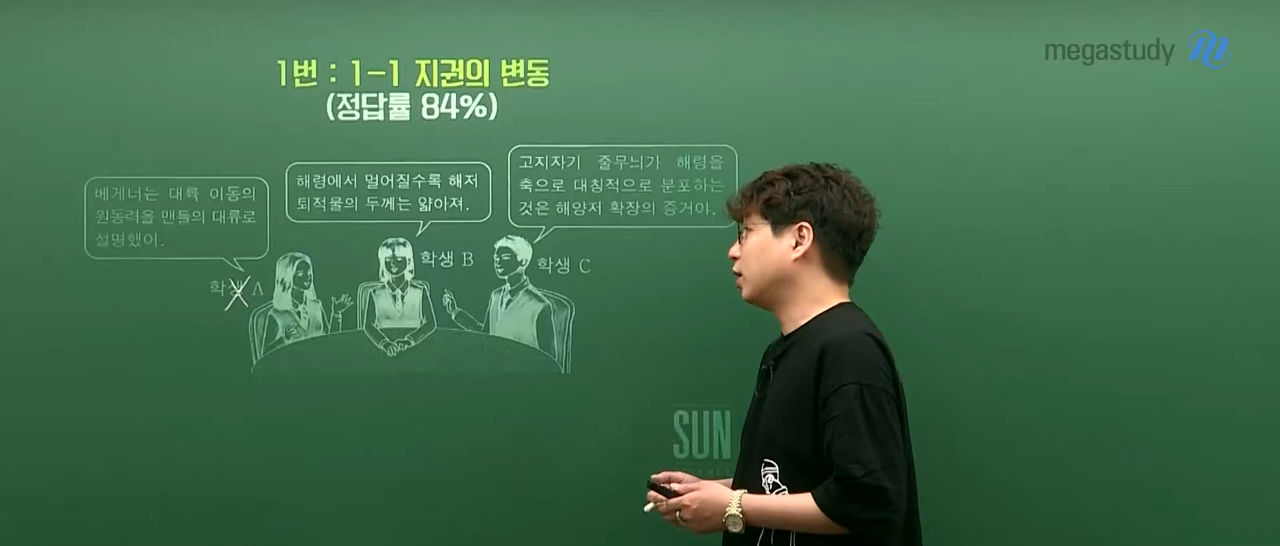 megastudy
1번 : 1-1 지권의 변동
(정답률 84%)
베게너는 대륙 이동의
원동력을 맨틀의 대류로
설명했어.
해령에서 멀어질수록 해저
퇴적물의 두께는 얇아져.
고지자기 줄무늬가 해령을
축으로 대칭적으로 분포하는
것은 해양저 확장의 증거야.
학생 A
학생 B
학생 C
SUN